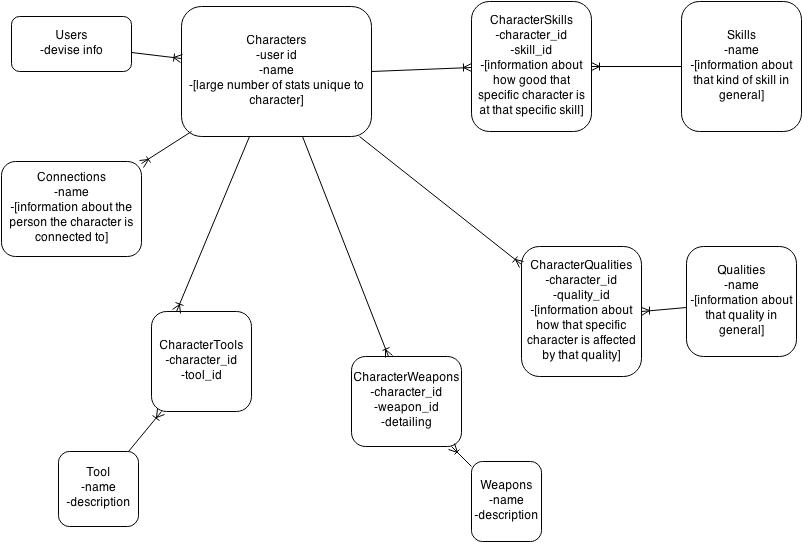 Users
-devise info
Characters
-user id
-name
-[large number of stats unique to
character]
CharacterSkills
-character_id
-skill_id
-[information about
how good that
specific character is
at that specific skill]
Skills
-name
-[information about
that kind of skill in
general]
Connections
-name
-[information about the
person the character is
connected to]
CharacterQualities
-character_id
-quality_id
-[information about
how that specific
character is affected
by that quality]
Qualities
-name
-[information about
that quality in
general]
CharacterTools
-character_id
-tool_id
CharacterWeapons
-character_id
-weapon_id
-detailing
Tool
-name
-description
Weapons
-name
-description